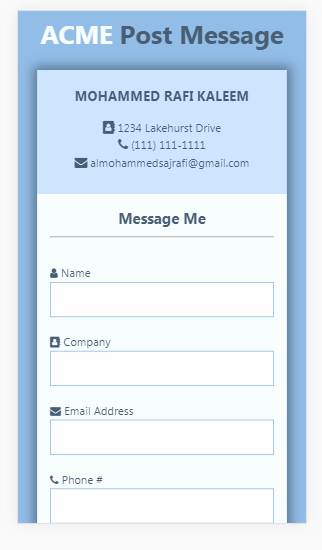 ACME Post Message
MOHAMMED RAFI KALEEM
1234 Lakehurst Drive
(111) 111-1111
almohammedsajrafi@gmail.com
Message Me
Name
Company
Email Address
Phone #